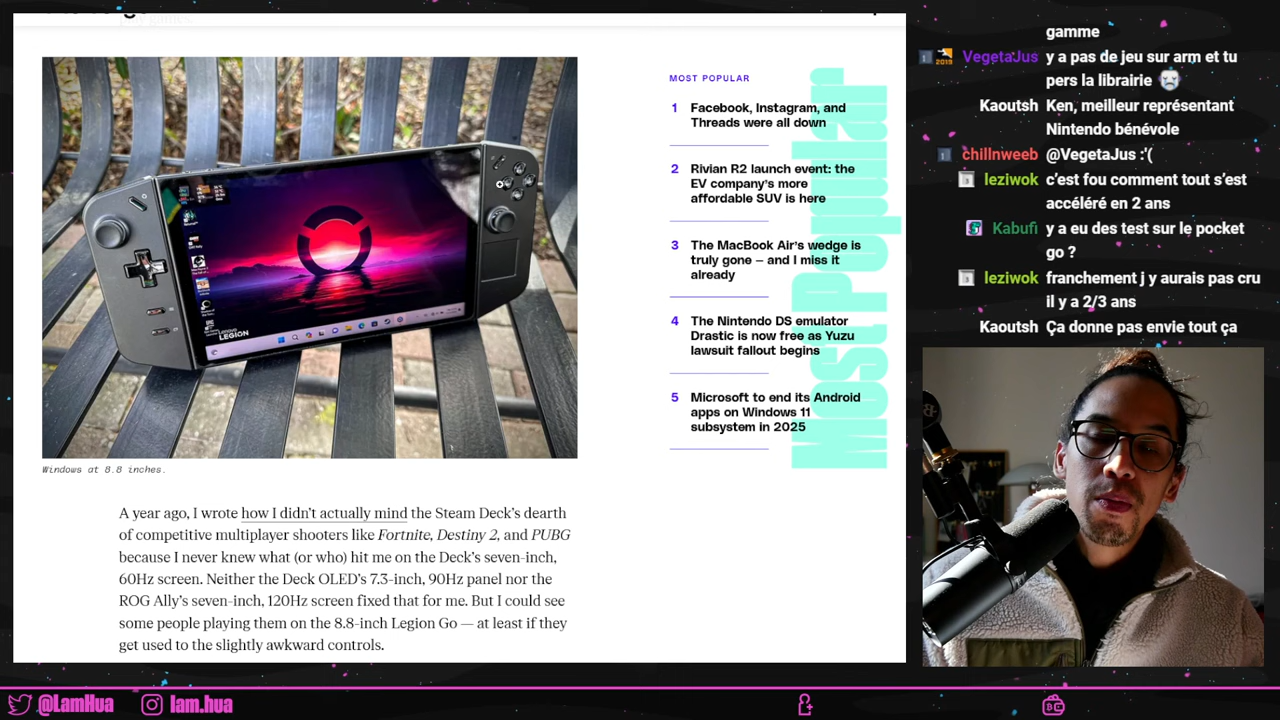 MOST POPULAR
Most Popular
1 Facebook, Instagram, and
Threads were all down
2 Rivian R2 launch event: the
EV company's more
affordable SUV is here
3 The MacBook Air's wedge is
truly gone — and I miss it
already
4 The Nintendo DS emulator
Drastic is now free as Yuzu
lawsuit fallout begins
5 Microsoft to end its Android
apps on Windows 11
subsystem in 2025
LEGION
Windows at 8.8 inches.
A year ago, I wrote how I didn't actually mind the Steam Deck's dearth
of competitive multiplayer shooters like Fortnite, Destiny 2, and PUBG
because I never knew what (or who) hit me on the Deck's seven-inch,
60Hz screen. Neither the Deck OLED's 7.3-inch, 90Hz panel nor the
ROG Ally's seven-inch, 120Hz screen fixed that for me. But I could see
some people playing them on the 8.8-inch Legion Go — at least if they
get used to the slightly awkward controls.
gamme
2019 VegetaJus y a pas de jeu sur arm et tu
pers la librairie
Kaoutsh Ken, meilleur représentant
Nintendo bénévole
chillnweeb @VegetaJus :'(
leziwok c'est fou comment tout s'est
accéléré en 2 ans
Kabufi y a eu des test sur le pocket
go ?
leziwok franchement j y aurais pas cru
il y a 2/3 ans
Kaoutsh Ça donne pas envie tout ça
@LamHua lam.hua